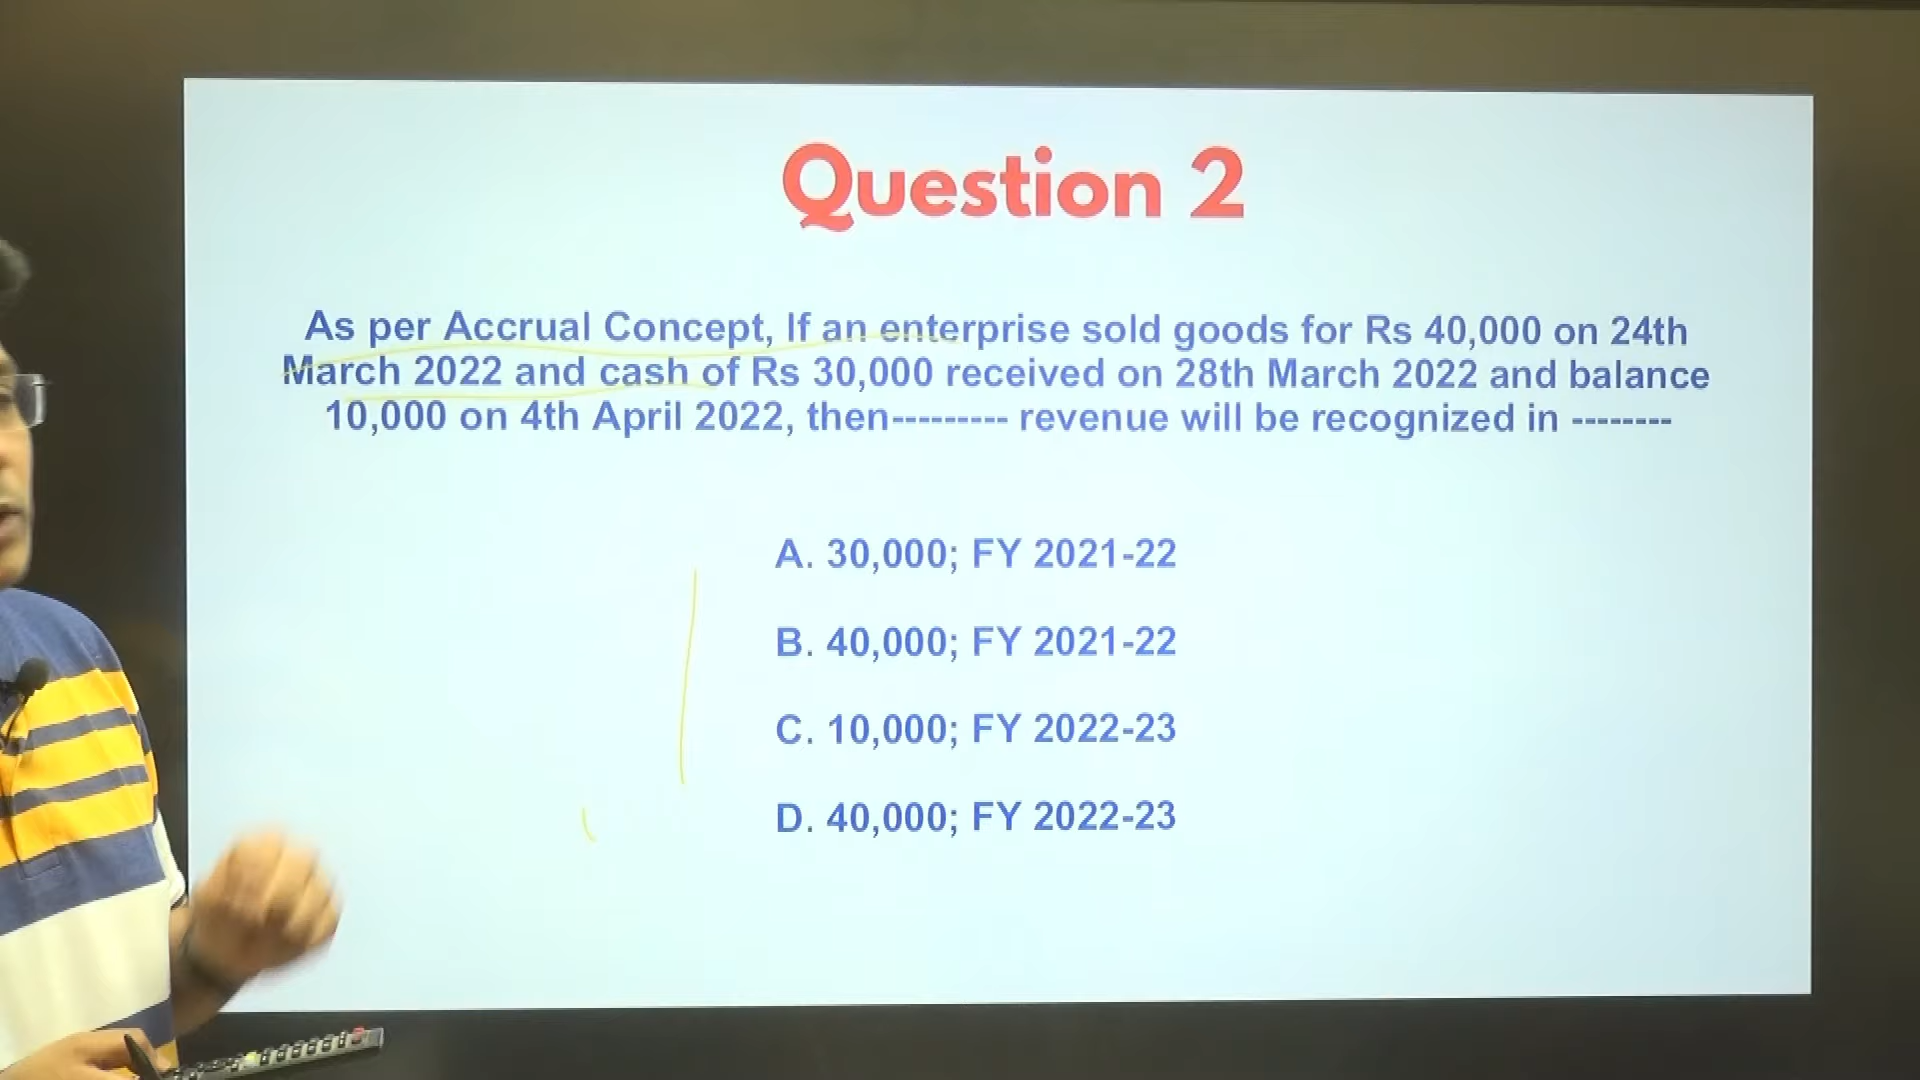 Question 2
As per Accrual Concept, If an enterprise sold goods for Rs 40,000 on 24th
March 2022 and cash of Rs 30,000 received on 28th March 2022 and balance
10,000 on 4th April 2022, then--------- revenue will be recognized in --------
A. 30,000; FY 2021-22
B. 40,000; FY 2021-22
C. 10,000; FY 2022-23
D. 40,000; FY 2022-23